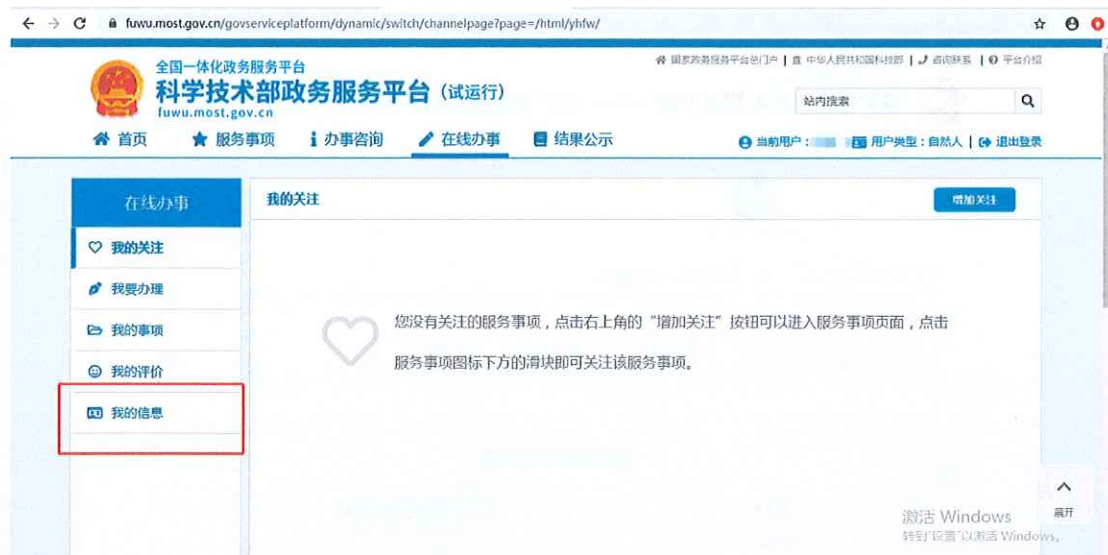 fuwu.most.gov.cn/govserviceplatform/dynamic/switch/channelpage?page=/html/yhfw/
国家政务服务平台总门户 | 中华人民共和国科技部 | 咨询联系 | 平台介绍
全国一体化政务服务平台
科学技术部政务服务平台（试运行）
fuwu.most.gov.cn
站内搜索
首页 服务事项 办事咨询 在线办事 结果公示
当前用户： 用户类型：自然人 | 退出登录
在线办事
我的关注
增加关注
我的关注
我要办理
我的事项
我的评价
我的信息
您没有关注的服务事项，点击右上角的“增加关注”按钮可以进入服务事项页面，点击
服务事项图标下方的滑块即可关注该服务事项。
展开
激活 Windows
转到"设置"以激活 Windows。